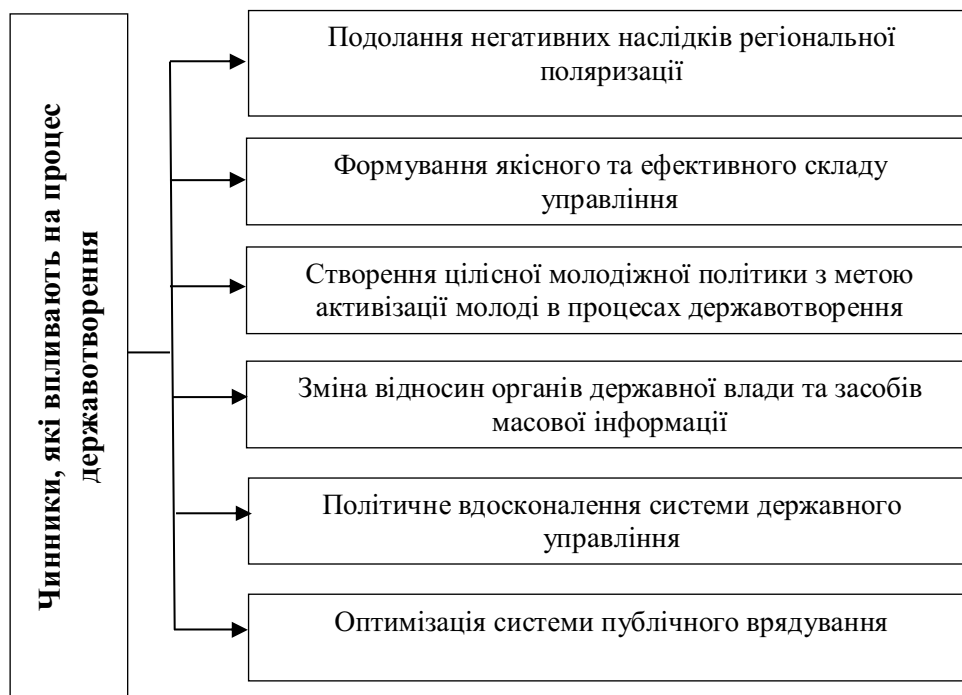 Чинники, які впливають на процес
державотворення
Подолання негативних наслідків регіональної
поляризації
Формування якісного та ефективного складу
управління
Створення цілісної молодіжної політики з метою
активізації молоді в процесах державотворення
Зміна відносин органів державної влади та засобів
масової інформації
Політичне вдосконалення системи державного
управління
Оптимізація системи публічного врядування